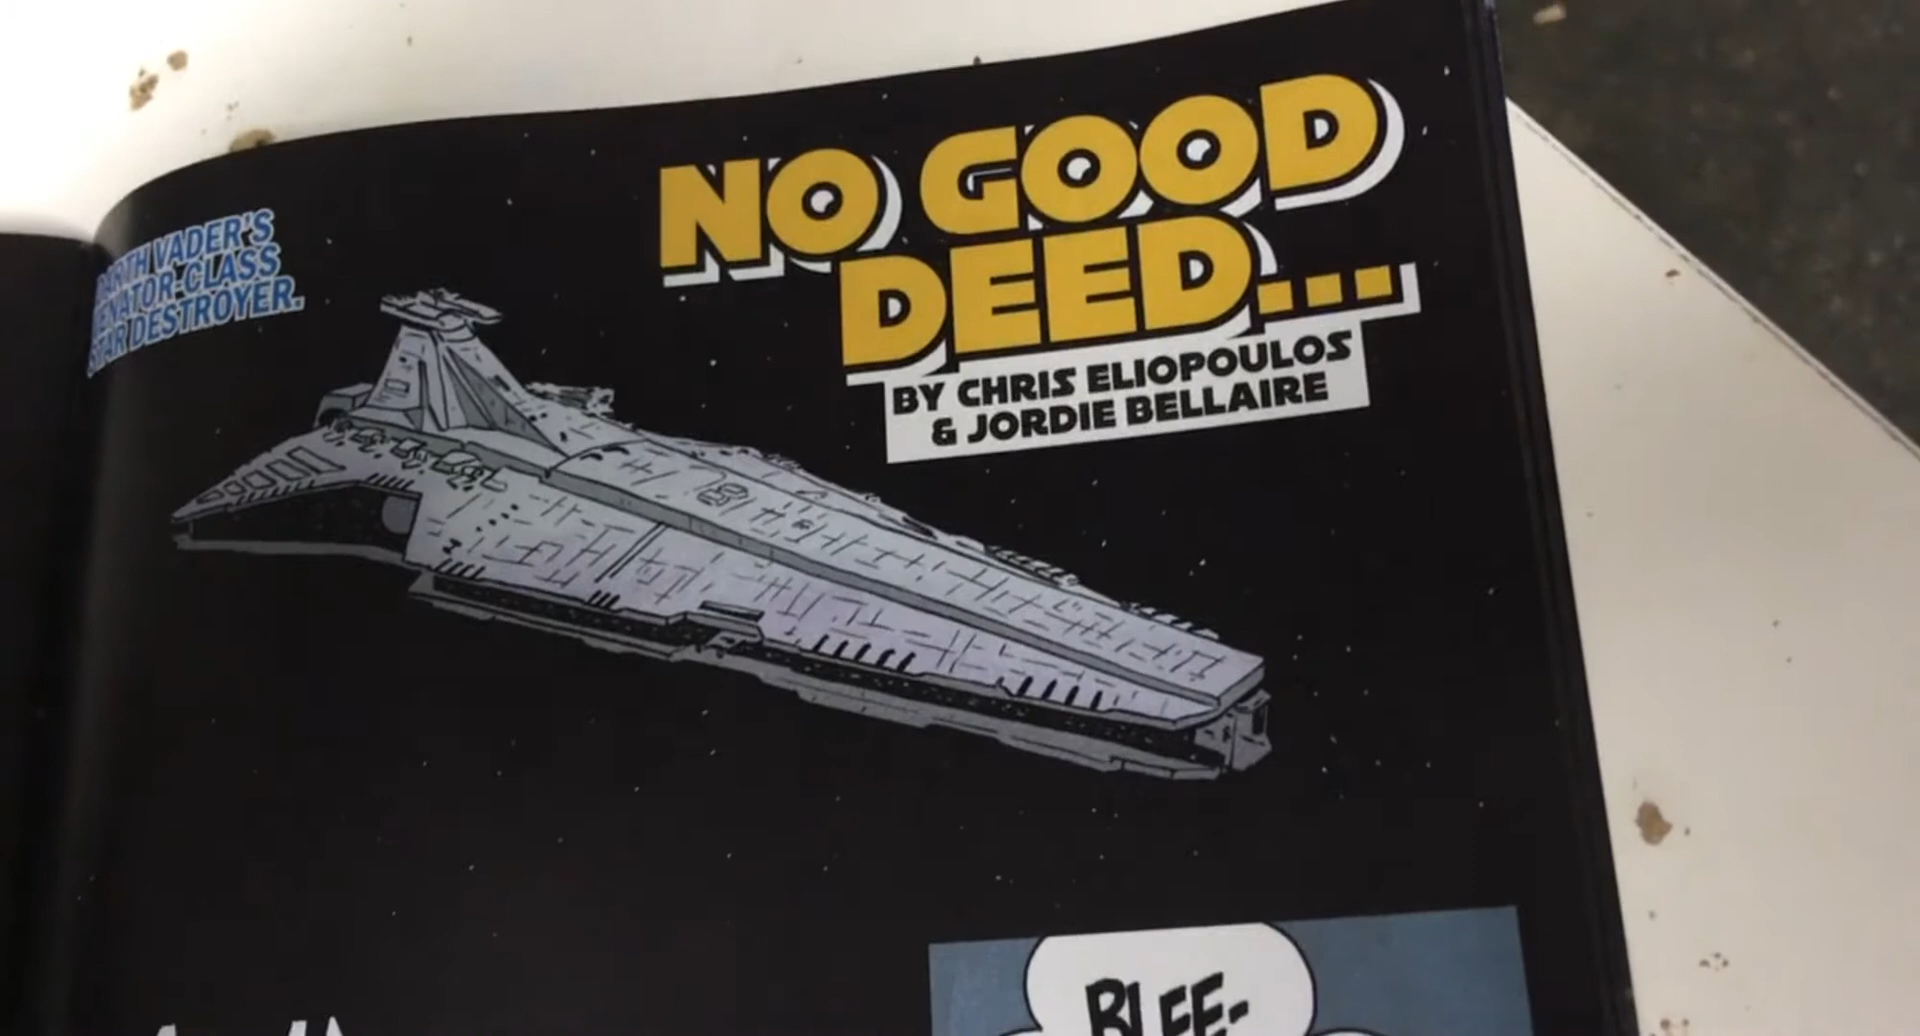 DARTH VADER'S
VENATOR-CLASS
STAR DESTROYER.
NO GOOD
DEED...
BY CHRIS ELIOPOULOS
& JORDIE BELLAIRE
BLEE-